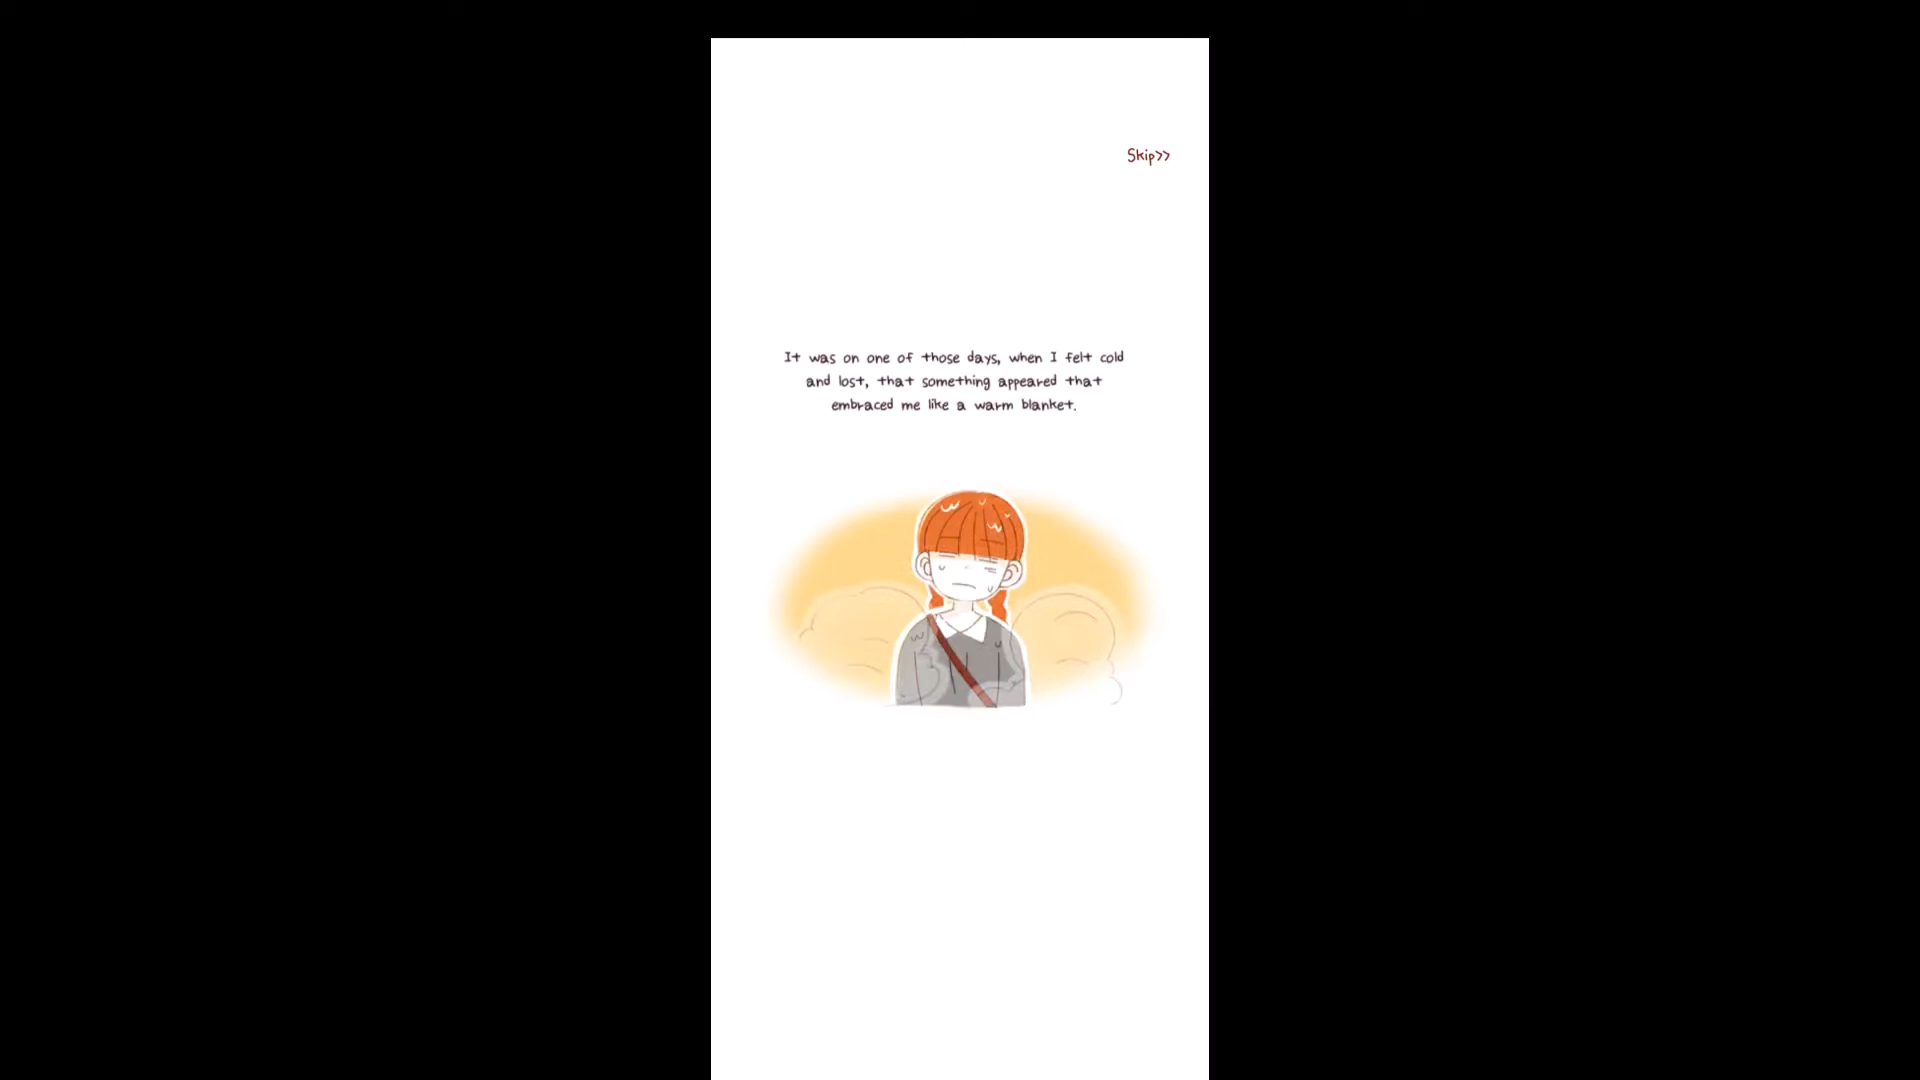 Skip>>
It was on one of those days, when I felt cold
and lost, that something appeared that
embraced me like a warm blanket.